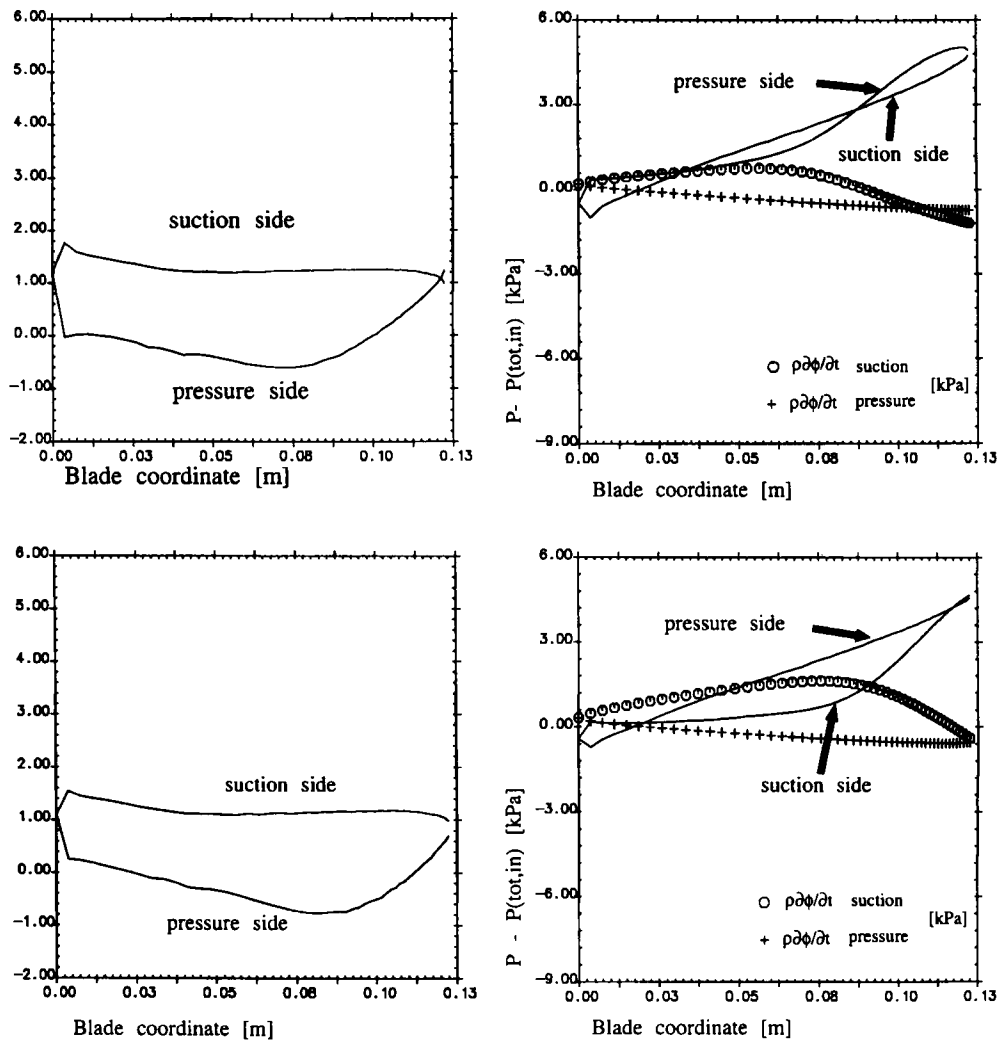 6.00
5.00
4.00
3.00
2.00
1.00
0.00
-1.00
-2.00
suction side
pressure side
0.00 0.03 0.05 0.08 0.10 0.13
Blade coordinate [m]
6.00
3.00
0.00
-3.00
-6.00
-9.00
P- P(tot,in) [kPa]
pressure side
suction side
ρ∂ϕ/∂t suction
[kPa]
ρ∂ϕ/∂t pressure
0.00 0.03 0.05 0.08 0.10 0.13
Blade coordinate [m]
6.00
5.00
4.00
3.00
2.00
1.00
0.00
-1.00
-2.00
suction side
pressure side
0.00 0.03 0.05 0.08 0.10 0.13
Blade coordinate [m]
6.00
3.00
0.00
-3.00
-6.00
-9.00
P - P(tot,in) [kPa]
pressure side
suction side
ρ∂ϕ/∂t suction
[kPa]
ρ∂ϕ/∂t pressure
0.00 0.03 0.05 0.08 0.10 0.13
Blade coordinate [m]